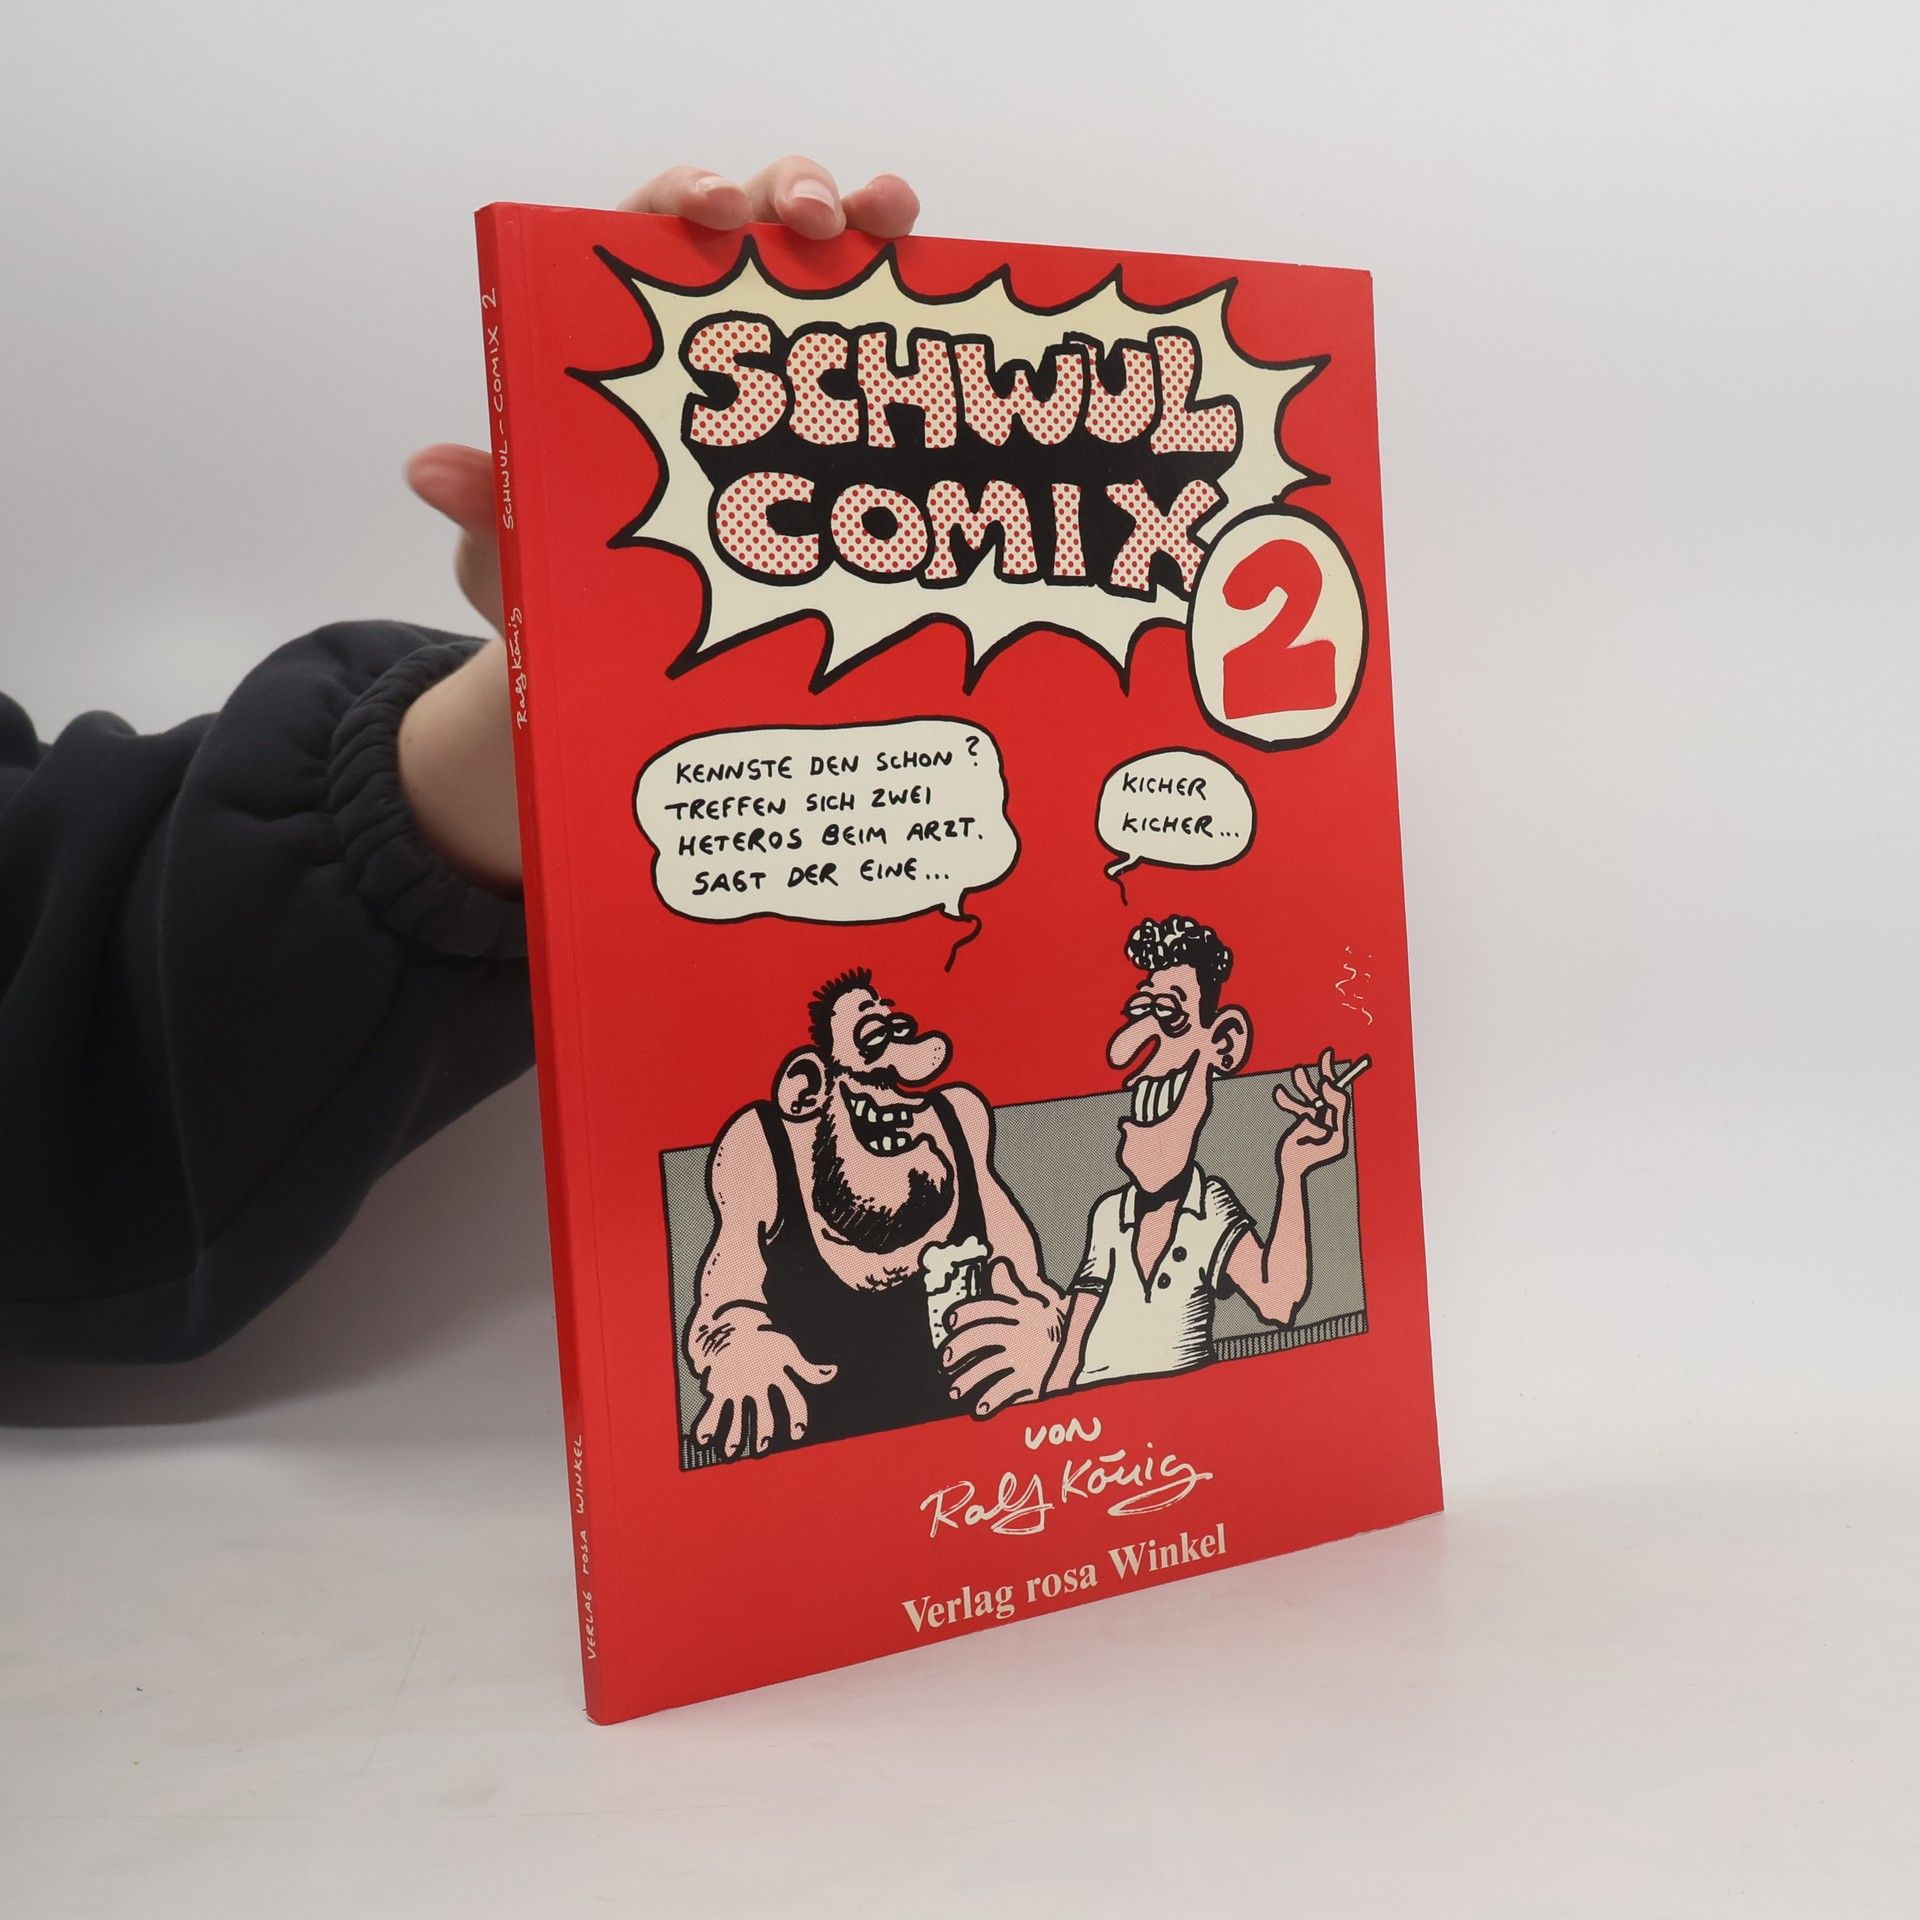 SCHWUL
COMIX
2
KENNSTE DEN SCHON?
TREFFEN SICH ZWEI
HETEROS BEIM ARZT.
SAGT DER EINE...
KICHER
KICHER...
VON
Ralf König
Verlag rosa Winkel
SCHWUL-COMIX 2
Ralf König
VERLAG rosa WINKEL